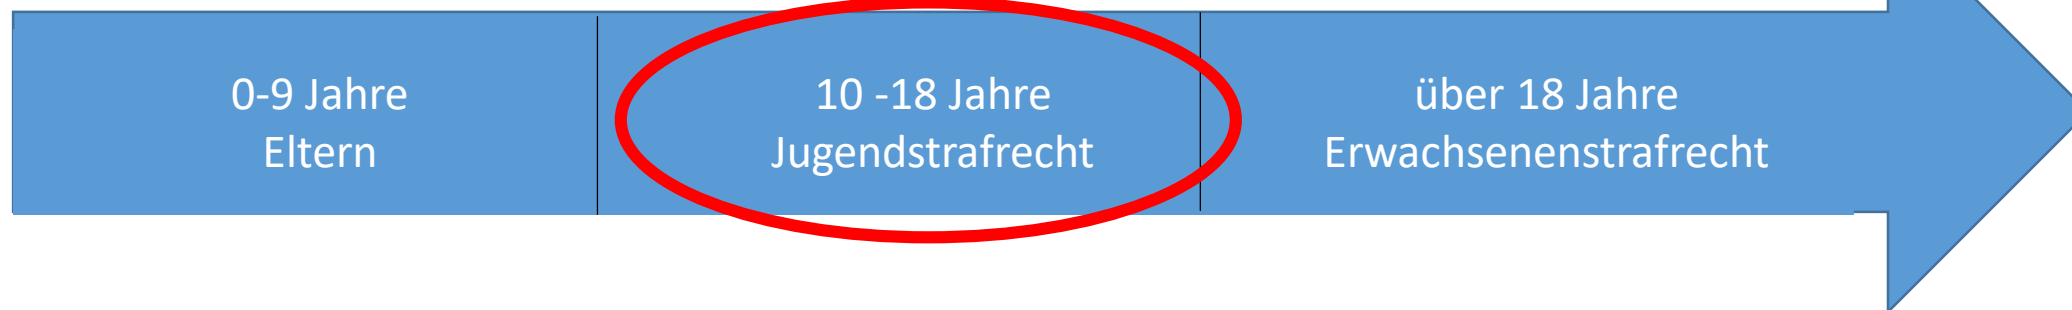 0-9 Jahre
Eltern
10 -18 Jahre
Jugendstrafrecht
über 18 Jahre
Erwachsenenstrafrecht